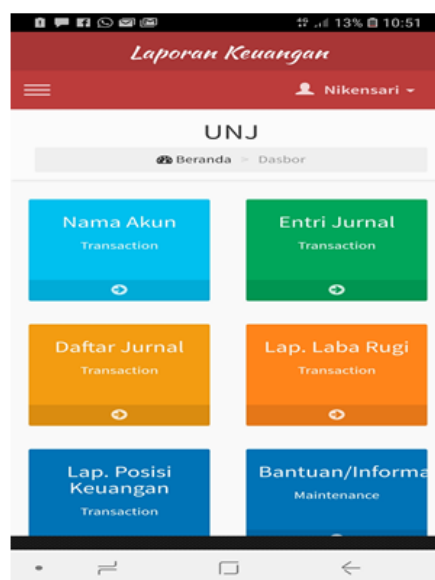 13% 10:51
Laporan Keuangan
Nikensari
UNJ
Beranda > Dasbor
Nama Akun
Transaction
Entri Jurnal
Transaction
Daftar Jurnal
Transaction
Lap. Laba Rugi
Transaction
Lap. Posisi
Keuangan
Transaction
Bantuan/Informa
Maintenance